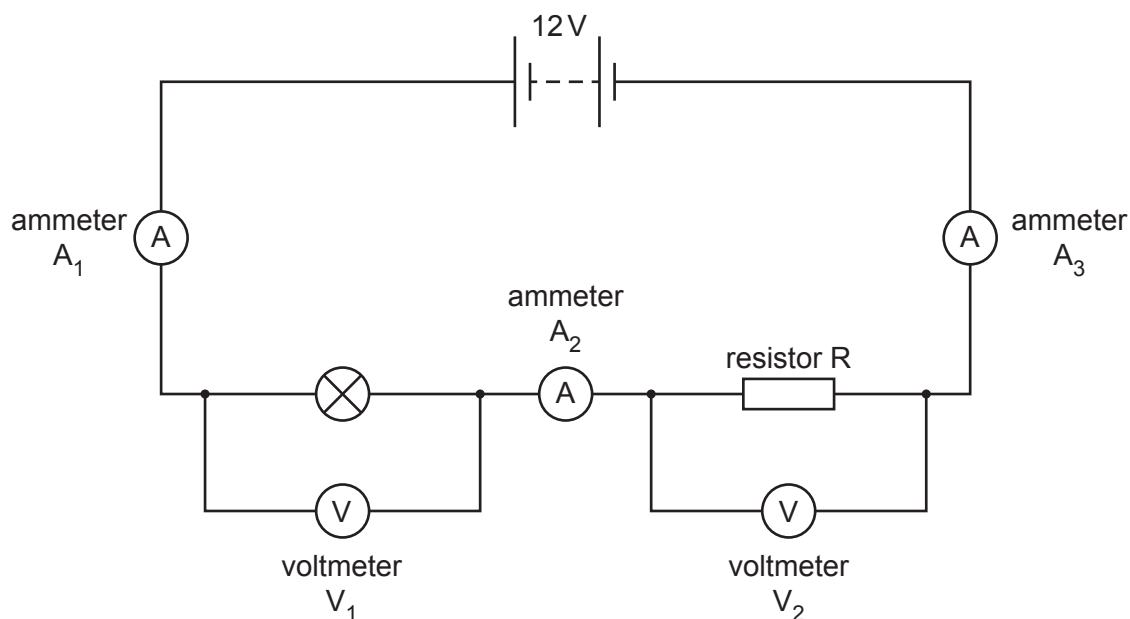 12 V
ammeter
A₁
A
A
ammeter
A₃
ammeter
A₂
A
resistor R
V
voltmeter
V₁
V
voltmeter
V₂